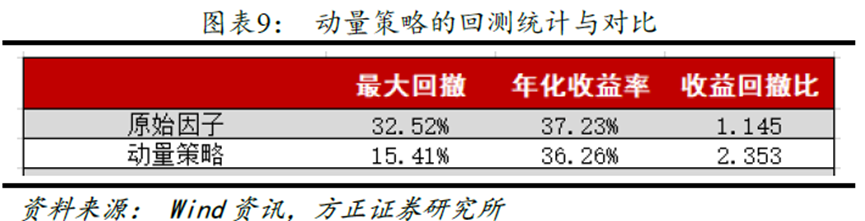 图表9： 动量策略的回测统计与对比
最大回撤 年化收益率 收益回撤比
原始因子 32.52% 37.23% 1.145
动量策略 15.41% 36.26% 2.353
资料来源： Wind资讯，方正证券研究所